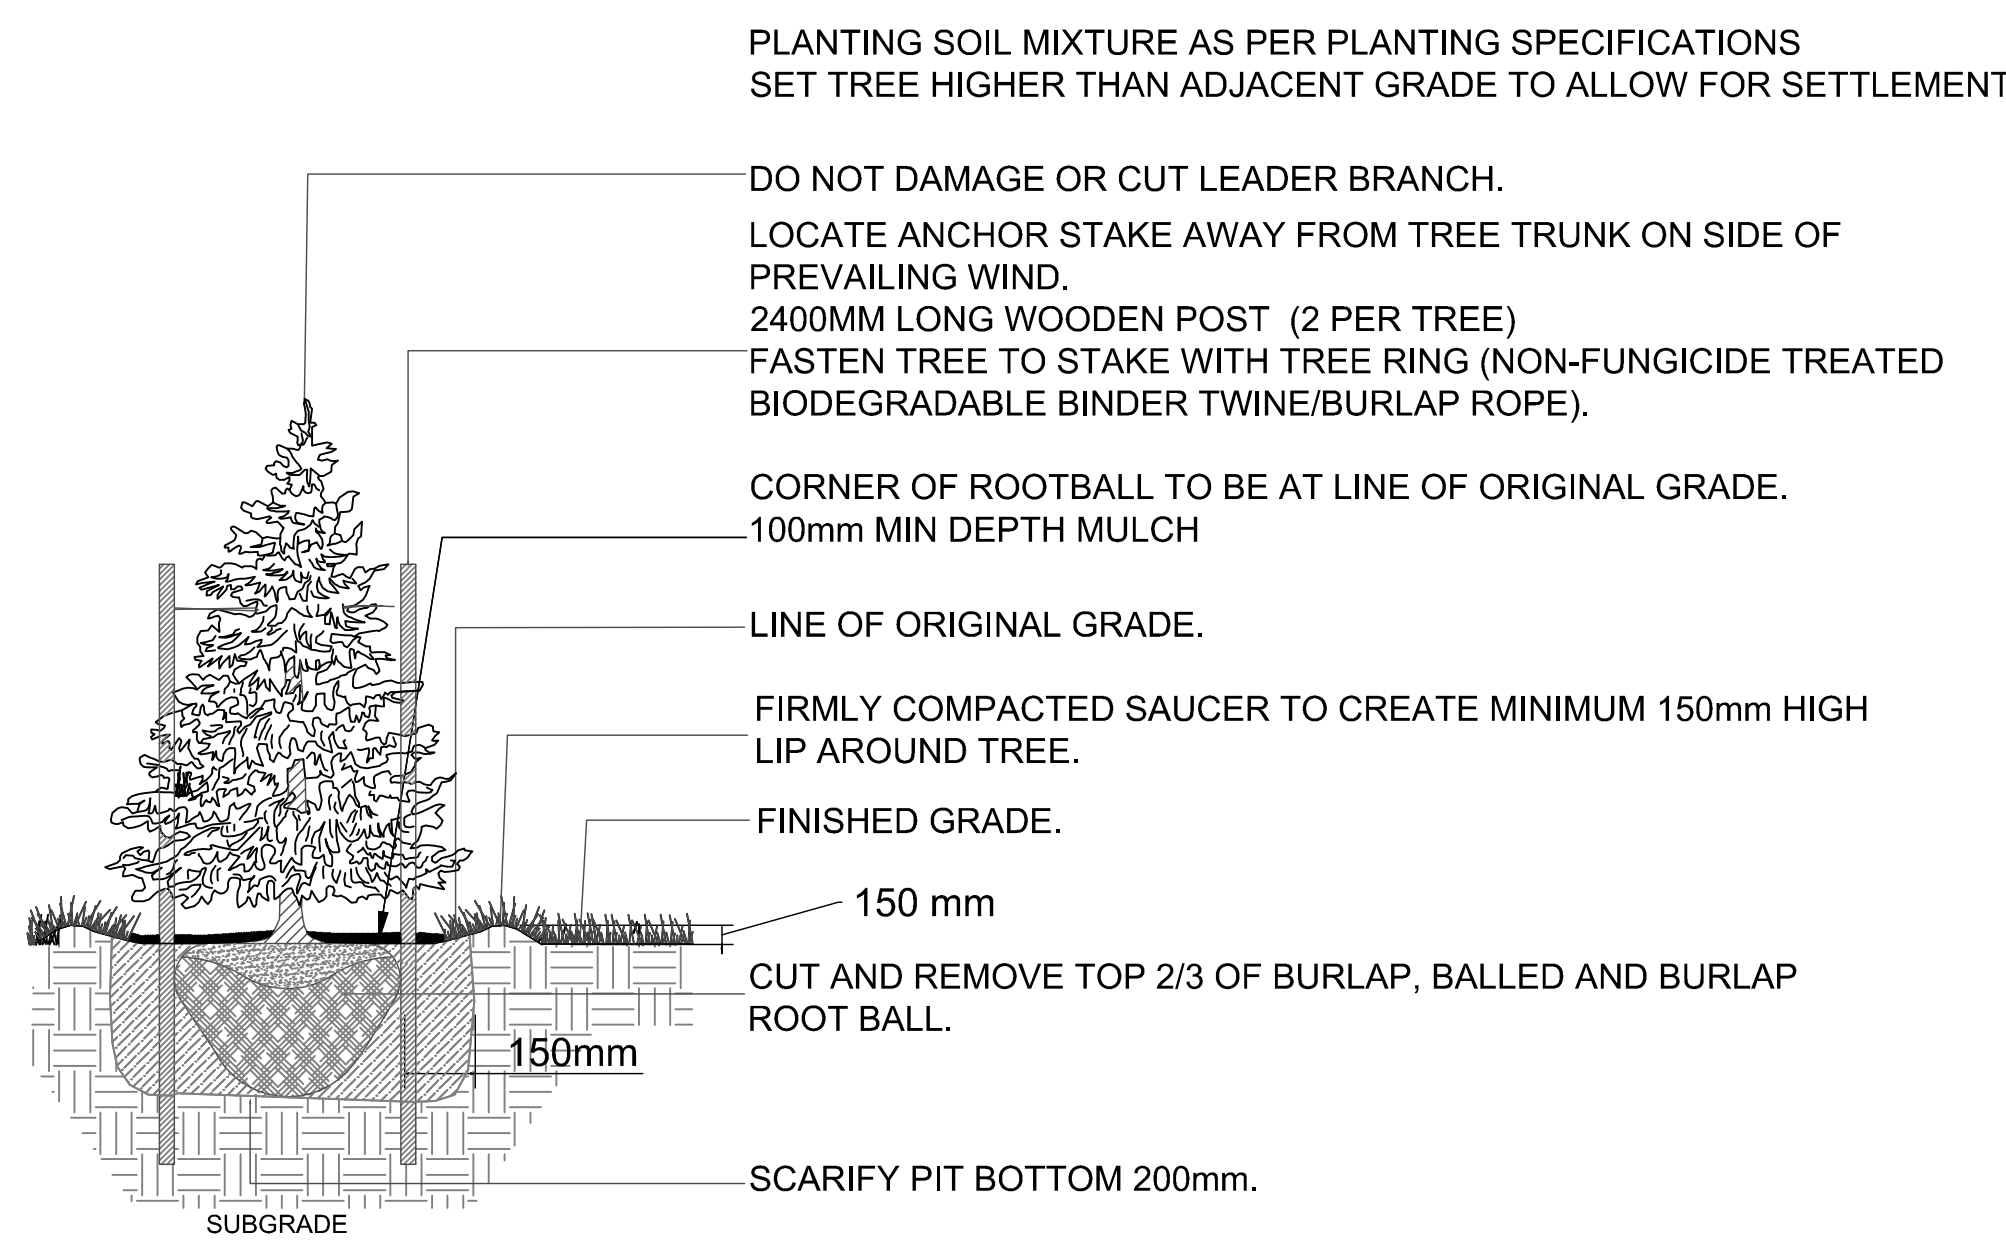 PLANTING SOIL MIXTURE AS PER PLANTING SPECIFICATIONS
SET TREE HIGHER THAN ADJACENT GRADE TO ALLOW FOR SETTLEMENT
DO NOT DAMAGE OR CUT LEADER BRANCH.
LOCATE ANCHOR STAKE AWAY FROM TREE TRUNK ON SIDE OF
PREVAILING WIND.
2400MM LONG WOODEN POST (2 PER TREE)
FASTEN TREE TO STAKE WITH TREE RING (NON-FUNGICIDE TREATED
BIODEGRADABLE BINDER TWINE/BURLAP ROPE).
CORNER OF ROOTBALL TO BE AT LINE OF ORIGINAL GRADE.
100mm MIN DEPTH MULCH
LINE OF ORIGINAL GRADE.
FIRMLY COMPACTED SAUCER TO CREATE MINIMUM 150mm HIGH
LIP AROUND TREE.
FINISHED GRADE.
150 mm
CUT AND REMOVE TOP 2/3 OF BURLAP, BALLED AND BURLAP
ROOT BALL.
150mm
SCARIFY PIT BOTTOM 200mm.
SUBGRADE